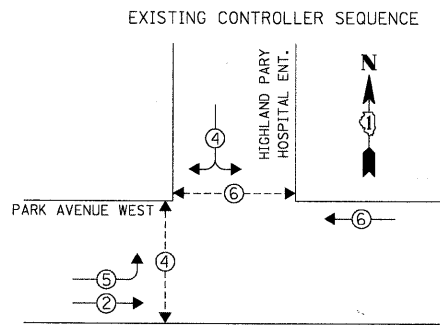 EXISTING CONTROLLER SEQUENCE
HIGHLAND PARY
HOSPITAL ENT.
N
1
4
6
PARK AVENUE WEST
6
5
4
2